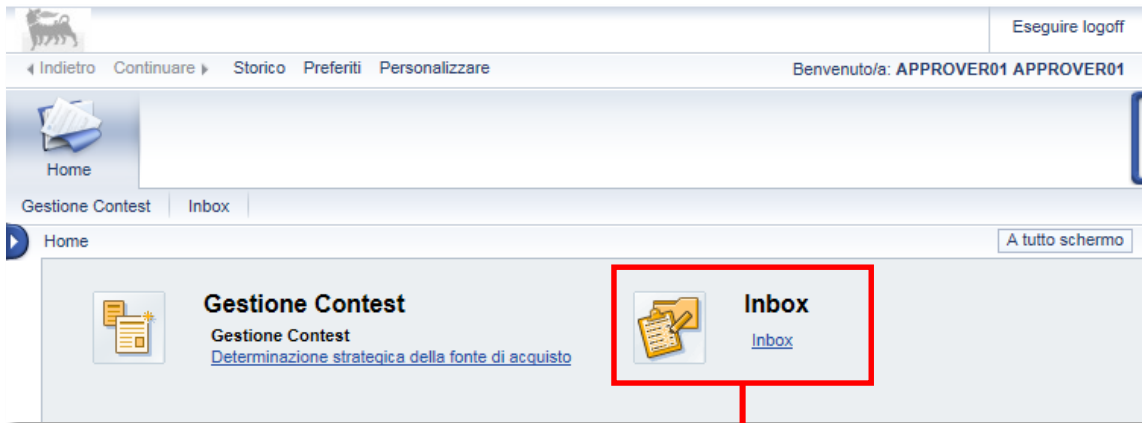 Eseguire logoff
Indietro Continuare Storico Preferiti Personalizzare Benvenuto/a: APPROVER01 APPROVER01
Home
Gestione Contest Inbox
Home A tutto schermo
Gestione Contest
Gestione Contest
Determinazione strategica della fonte di acquisto
Inbox
Inbox